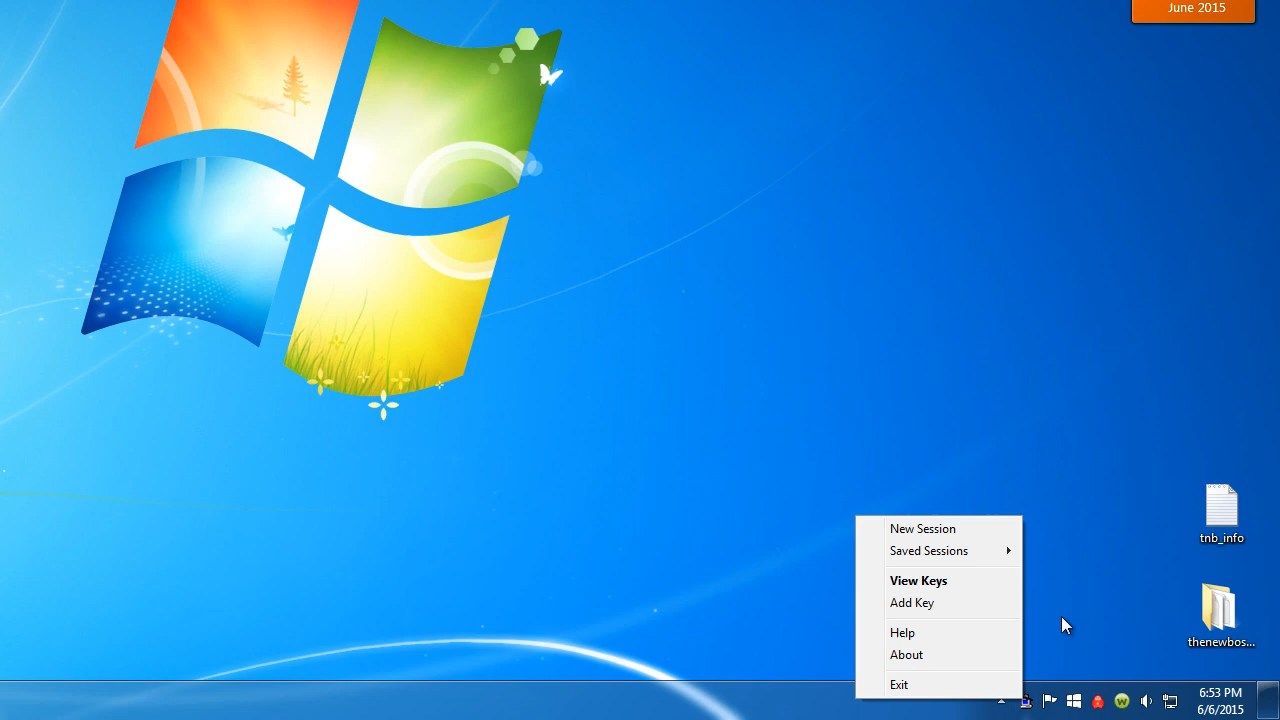 June 2015
tnb_info
thenewbos...
New Session
Saved Sessions
View Keys
Add Key
Help
About
Exit
6:53 PM
6/6/2015